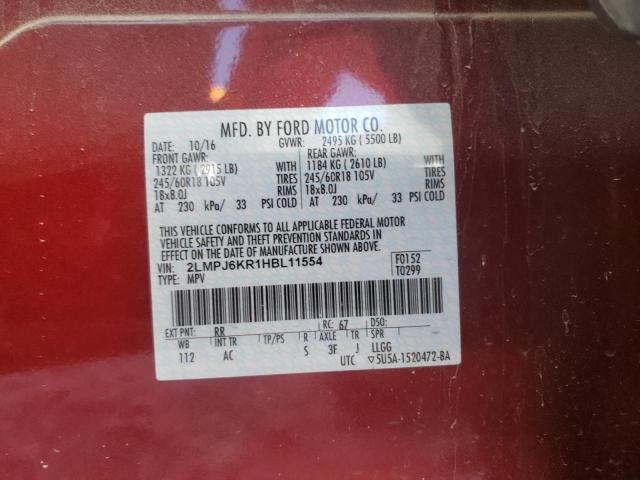 MFD. BY FORD MOTOR CO.
DATE: 10/16 GVWR: 2495 KG ( 5500 LB)
FRONT GAWR: REAR GAWR:
1322 KG ( 2915 LB) WITH 1184 KG ( 2610 LB) WITH
245/60R18 105V TIRES 245/60R18 105V TIRES
18x8.0J RIMS 18x8.0J RIMS
AT 230 kPa/ 33 PSI COLD AT 230 kPa/ 33 PSI COLD
THIS VEHICLE CONFORMS TO ALL APPLICABLE FEDERAL MOTOR
VEHICLE SAFETY AND THEFT PREVENTION STANDARDS IN
EFFECT ON THE DATE OF MANUFACTURE SHOWN ABOVE.
VIN: 2LMPJ6KR1HBL11554 F0152
TYPE: MPV T0299
EXT PNT: RR RC: 67 DSO:
WB INT TR TP/PS R AXLE TR SPR
112 AC S 3F J LLGG
UTC ▽5U5A-1520472-BA